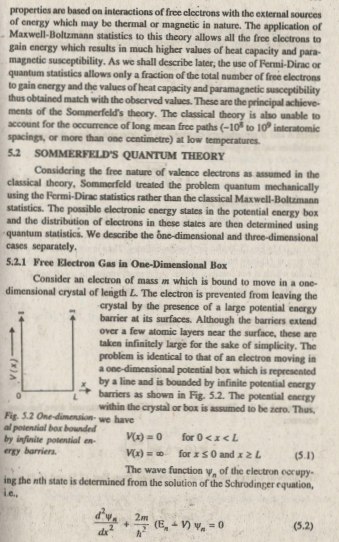 properties are based on interactions of free electrons with the external sources
of energy which may be thermal or magnetic in nature. The application of
Maxwell-Boltzmann statistics to this theory allows all the free electrons to
gain energy which results in much higher values of heat capacity and para-
magnetic susceptibility. As we shall describe later, the use of Fermi-Dirac or
quantum statistics allows only a fraction of the total number of free electrons
to gain energy and the values of heat capacity and paramagnetic susceptibility
thus obtained match with the observed values. These are the principal achieve-
ments of the Sommerfeld's theory. The classical theory is also unable to
account for the occurrence of long mean free paths (~10⁸ to 10⁹ interatomic
spacings, or more than one centimetre) at low temperatures.
5.2 SOMMERFELD'S QUANTUM THEORY
Considering the free nature of valence electrons as assumed in the
classical theory, Sommerfeld treated the problem quantum mechanically
using the Fermi-Dirac statistics rather than the classical Maxwell-Boltzmann
statistics. The possible electronic energy states in the potential energy box
and the distribution of electrons in these states are then determined using
quantum statistics. We describe the one-dimensional and three-dimensional
cases separately.
5.2.1 Free Electron Gas in One-Dimensional Box
Consider an electron of mass m which is bound to move in a one-
dimensional crystal of length L. The electron is prevented from leaving the
crystal by the presence of a large potential energy
barrier at its surfaces. Although the barriers extend
over a few atomic layers near the surface, these are
taken infinitely large for the sake of simplicity. The
problem is identical to that of an electron moving in
a one-dimensional potential box which is represented
by a line and is bounded by infinite potential energy
barriers as shown in Fig. 5.2. The potential energy
within the crystal or box is assumed to be zero. Thus,
we have
V(x)
0
L
x
Fig. 5.2 One-dimension-
al potential box bounded
by infinite potential en-
ergy barriers.
V(x) = 0 for 0 < x < L
V(x) = ∞ for x ≤ 0 and x ≥ L (5.1)
The wave function ψₙ of the electron occupy-
ing the nth state is determined from the solution of the Schrodinger equation,
i.e.,
d²ψₙ/dx² + 2m/ħ² (Eₙ - V) ψₙ = 0 (5.2)